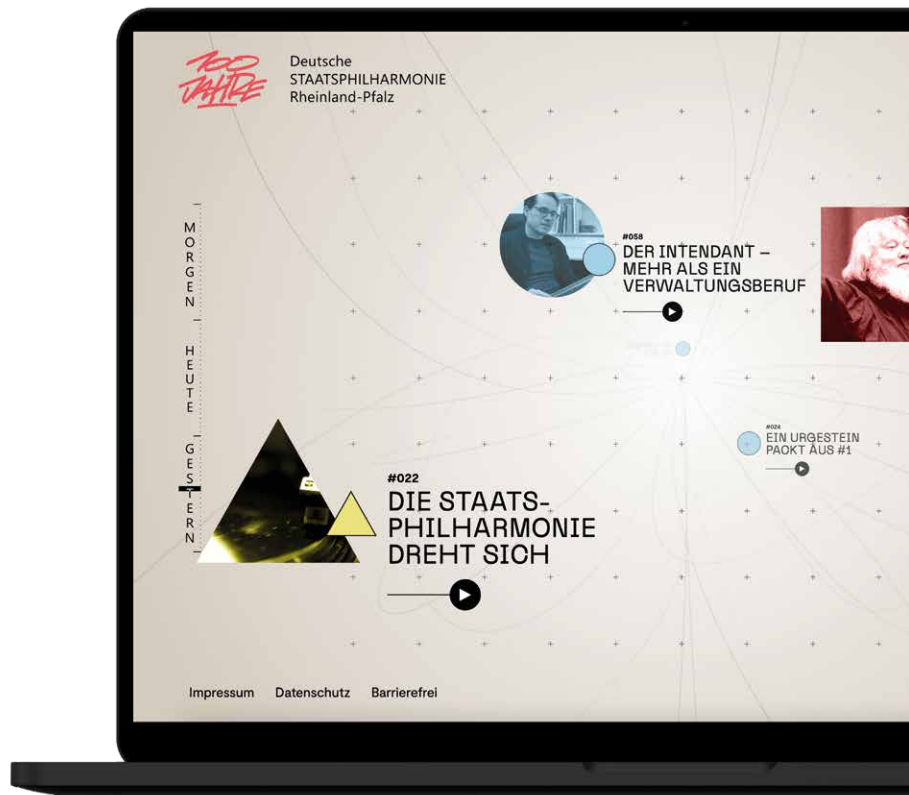 100
JAHRE
Deutsche
STAATSPHILHARMONIE
Rheinland-Pfalz
MORGEN
HEUTE
GESTERN
#058
DER INTENDANT –
MEHR ALS EIN
VERWALTUNGSBERUF
#024
EIN URGESTEIN
PACKT AUS #1
#022
DIE STAATS-
PHILHARMONIE
DREHT SICH
Impressum Datenschutz Barrierefrei